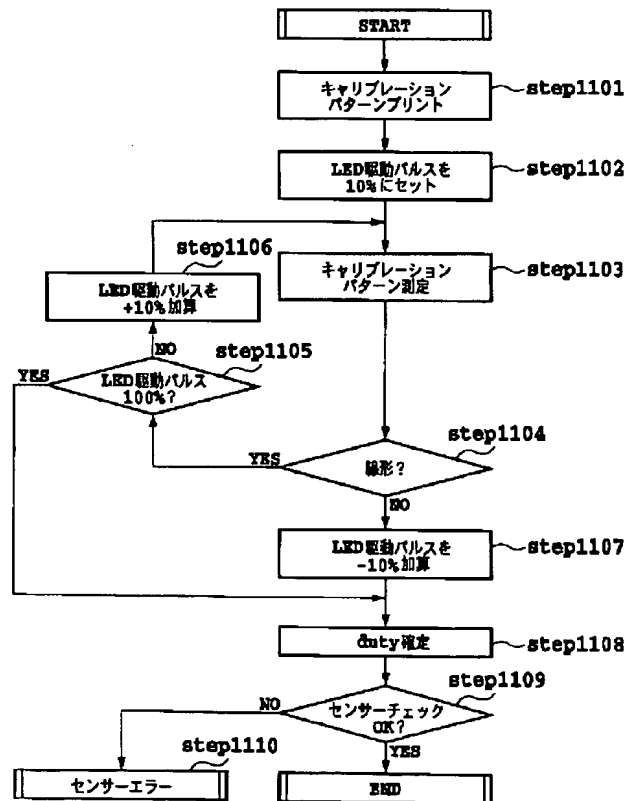 START
キャリブレーション
パターンプリント
step1101
LED駆動パルスを
10%にセット
step1102
step1106
LED駆動パルスを
+10%加算
キャリブレーション
パターン測定
step1103
NO
step1105
YES
LED駆動パルス
100%?
step1104
YES
線形?
NO
LED駆動パルスを
-10%加算
step1107
duty確定
step1108
step1109
NO
センサーチェック
OK?
step1110
YES
センサーエラー
END